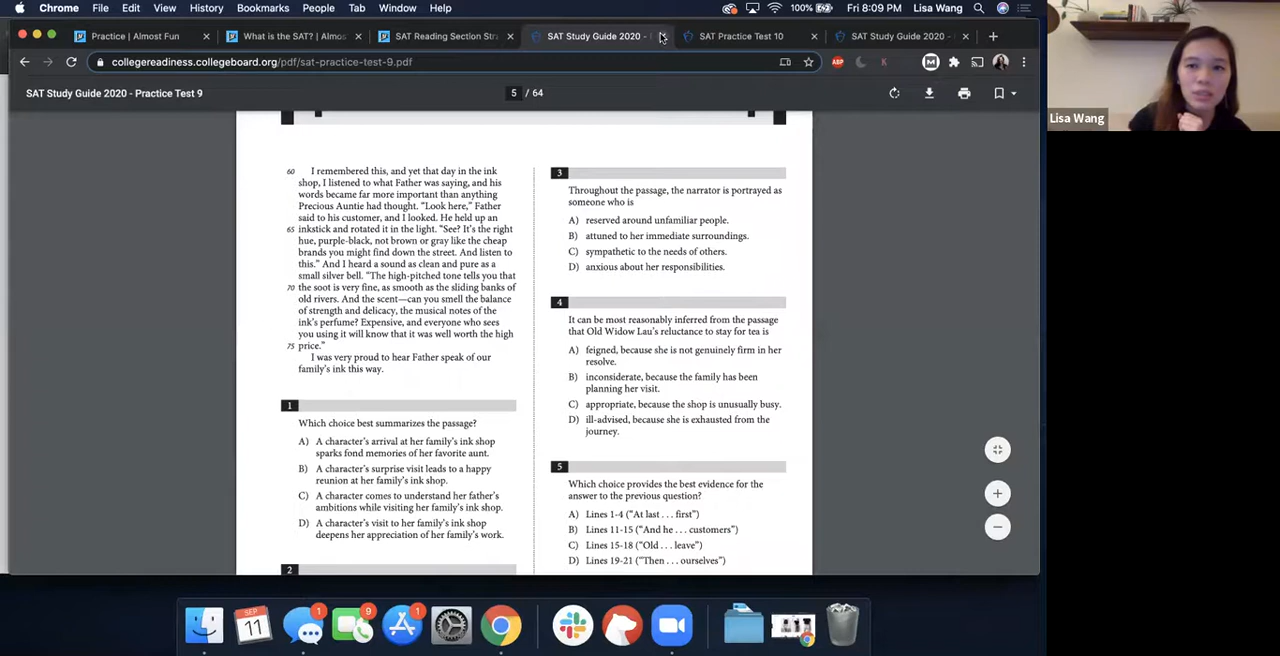 Chrome File Edit View History Bookmarks People Tab Window Help 100% Fri 8:09 PM Lisa Wang
Practice | Almost Fun
What is the SAT? | Almos
SAT Reading Section Stra
SAT Study Guide 2020 -
SAT Practice Test 10
SAT Study Guide 2020 -
collegereadiness.collegeboard.org/pdf/sat-practice-test-9.pdf
ABP
K
M
SAT Study Guide 2020 - Practice Test 9
5 / 64
60 I remembered this, and yet that day in the ink
shop, I listened to what Father was saying, and his
words became far more important than anything
Precious Auntie had thought. “Look here,” Father
said to his customer, and I looked. He held up an
65 inkstick and rotated it in the light. “See? It’s the right
hue, purple-black, not brown or gray like the cheap
brands you might find down the street. And listen to
this.” And I heard a sound as clean and pure as a
small silver bell. “The high-pitched tone tells you that
70 the soot is very fine, as smooth as the sliding banks of
old rivers. And the scent—can you smell the balance
of strength and delicacy, the musical notes of the
ink’s perfume? Expensive, and everyone who sees
you using it will know that it was well worth the high
75 price.”
I was very proud to hear Father speak of our
family’s ink this way.
1
Which choice best summarizes the passage?
A) A character’s arrival at her family’s ink shop
sparks fond memories of her favorite aunt.
B) A character’s surprise visit leads to a happy
reunion at her family’s ink shop.
C) A character comes to understand her father’s
ambitions while visiting her family’s ink shop.
D) A character’s visit to her family’s ink shop
deepens her appreciation of her family’s work.
2
3
Throughout the passage, the narrator is portrayed as
someone who is
A) reserved around unfamiliar people.
B) attuned to her immediate surroundings.
C) sympathetic to the needs of others.
D) anxious about her responsibilities.
4
It can be most reasonably inferred from the passage
that Old Widow Lau’s reluctance to stay for tea is
A) feigned, because she is not genuinely firm in her
resolve.
B) inconsiderate, because the family has been
planning her visit.
C) appropriate, because the shop is unusually busy.
D) ill-advised, because she is exhausted from the
journey.
5
Which choice provides the best evidence for the
answer to the previous question?
A) Lines 1-4 (“At last . . . first”)
B) Lines 11-15 (“And he . . . customers”)
C) Lines 15-18 (“Old . . . leave”)
D) Lines 19-21 (“Then . . . ourselves”)
Lisa Wang
SEP
11
1
9
1